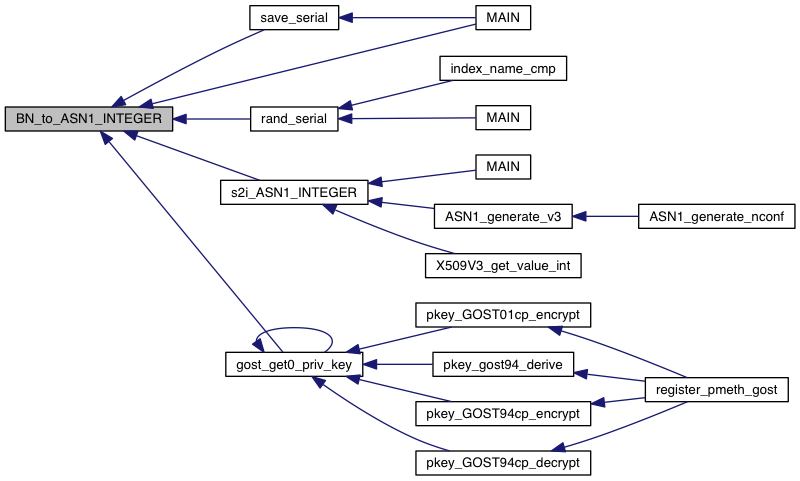 save_serial
MAIN
index_name_cmp
BN_to_ASN1_INTEGER
rand_serial
MAIN
MAIN
s2i_ASN1_INTEGER
ASN1_generate_v3
ASN1_generate_nconf
X509V3_get_value_int
pkey_GOST01cp_encrypt
gost_get0_priv_key
pkey_gost94_derive
register_pmeth_gost
pkey_GOST94cp_encrypt
pkey_GOST94cp_decrypt